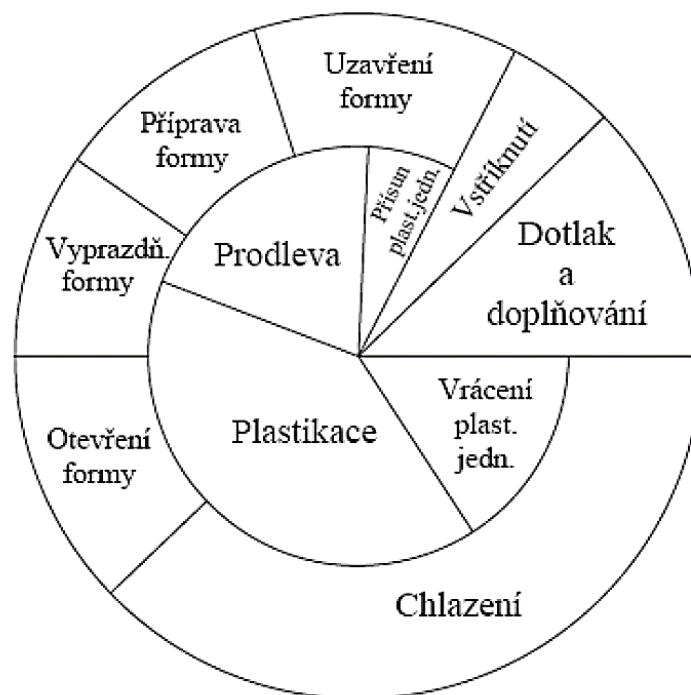 Uzavření
formy
Příprava
formy
Vstříknutí
Přísun
plast.jedn.
Prodleva
Dotlak
a
doplňování
Vyprazdň.
formy
Vrácení
plast.
jedn.
Plastikace
Otevření
formy
Chlazení